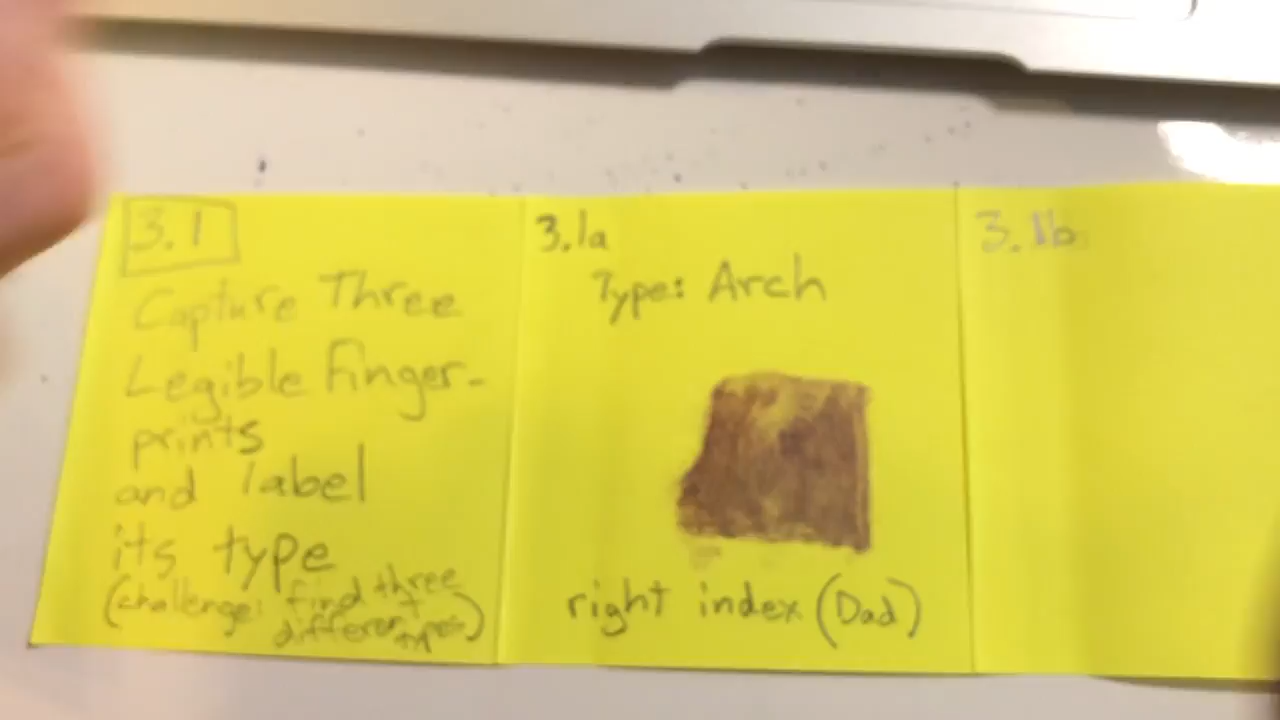 3.1
Capture Three
Legible Finger-
prints
and label
its type
(challenge: find three
different types)
3.1a
Type: Arch
right index (Dad)
3.1b